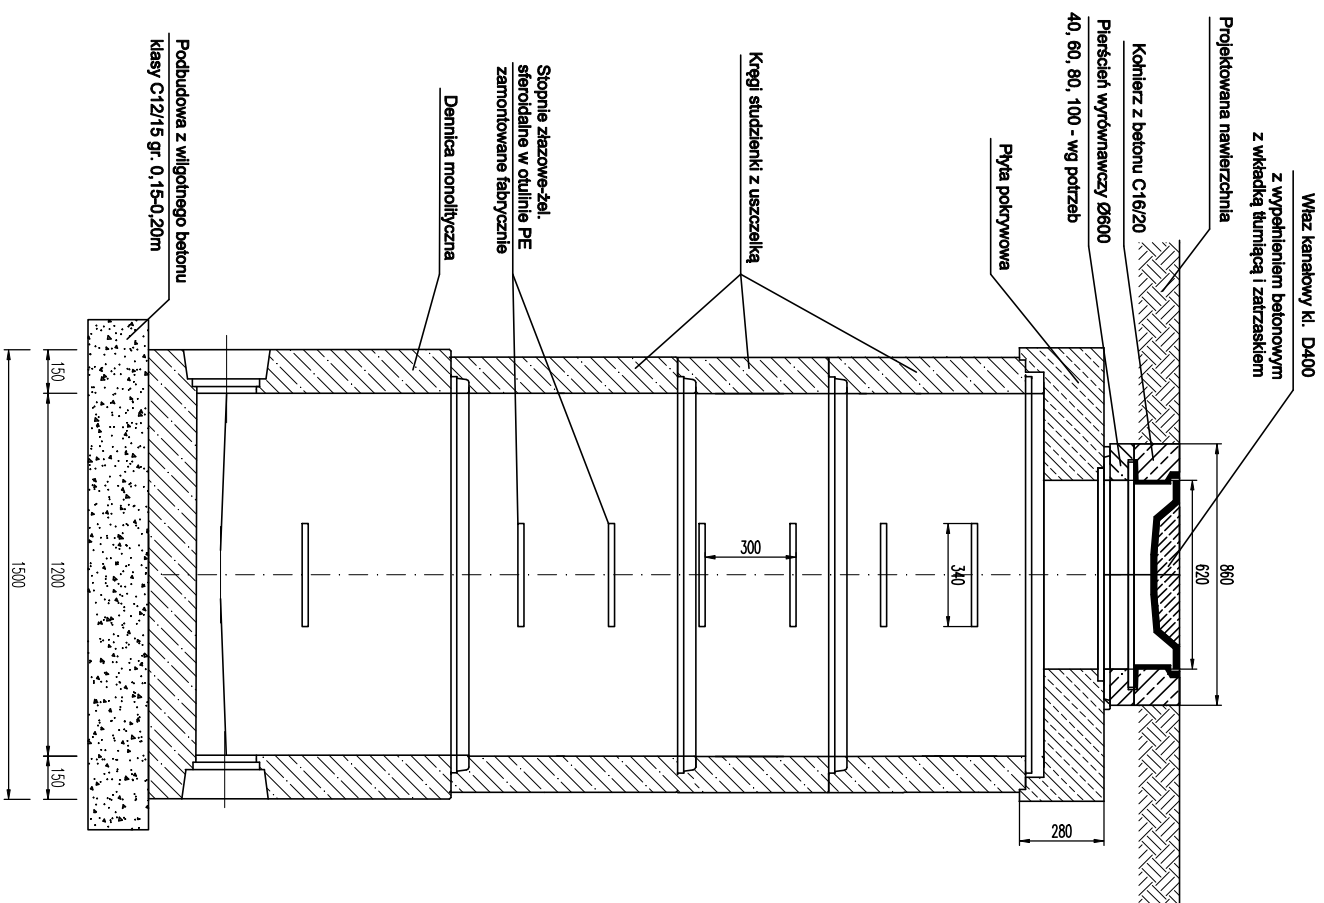 Właz kanałowy kl. D400
z wypełnieniem betonowym
z wkładką tłumiącą i zatrzaskiem
Projektowana nawierzchnia
Kołnierz z betonu C16/20
Pierścień wyrównawczy Ø600
40, 60, 80, 100 - wg potrzeb
Płyta pokrywowa
Kręgi studzienki z uszczelką
Stopnie złazowe-żel.
sferoidalne w otulinie PE
zamontowane fabrycznie
Dennica monolityczna
Podbudowa z wilgotnego betonu
klasy C12/15 gr. 0,15-0,20m
860
620
340
300
280
150
1200
150
1500